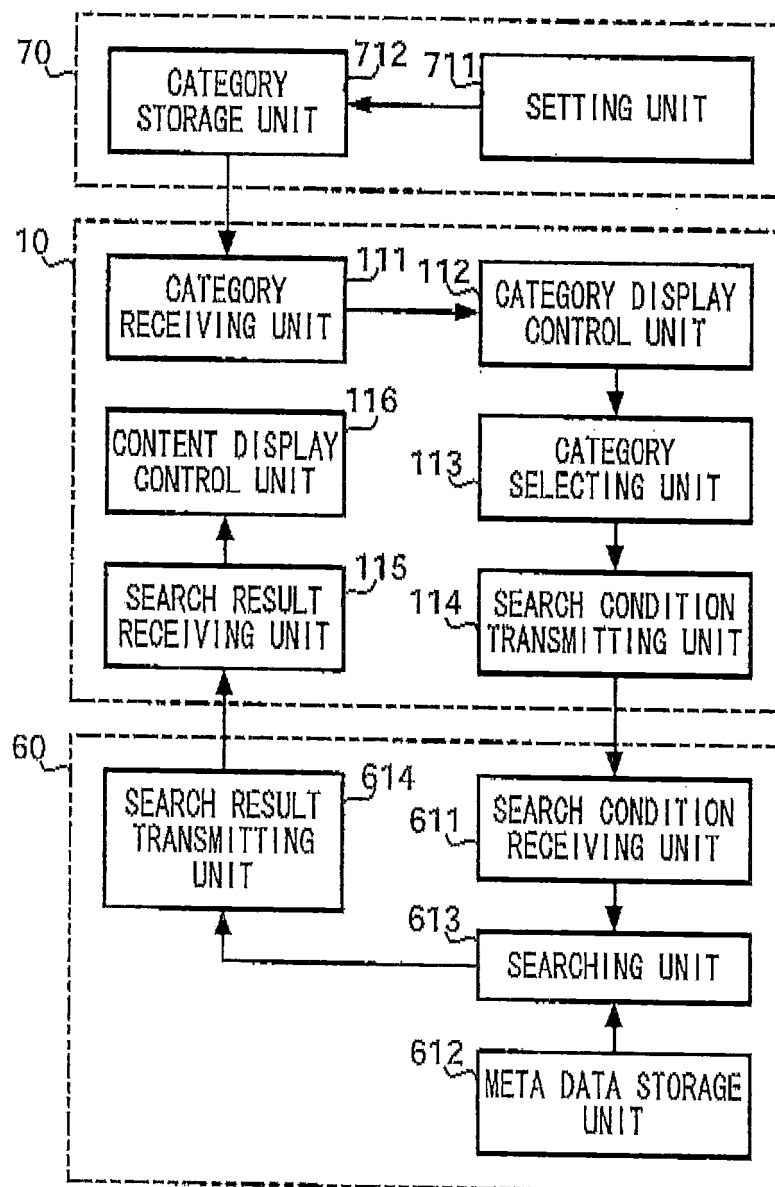 70
712
CATEGORY
STORAGE UNIT
711
SETTING UNIT
10
111
CATEGORY
RECEIVING UNIT
112
CATEGORY DISPLAY
CONTROL UNIT
116
CONTENT DISPLAY
CONTROL UNIT
113
CATEGORY
SELECTING UNIT
115
SEARCH RESULT
RECEIVING UNIT
114
SEARCH CONDITION
TRANSMITTING UNIT
60
614
SEARCH RESULT
TRANSMITTING
UNIT
611
SEARCH CONDITION
RECEIVING UNIT
613
SEARCHING UNIT
612
META DATA STORAGE
UNIT